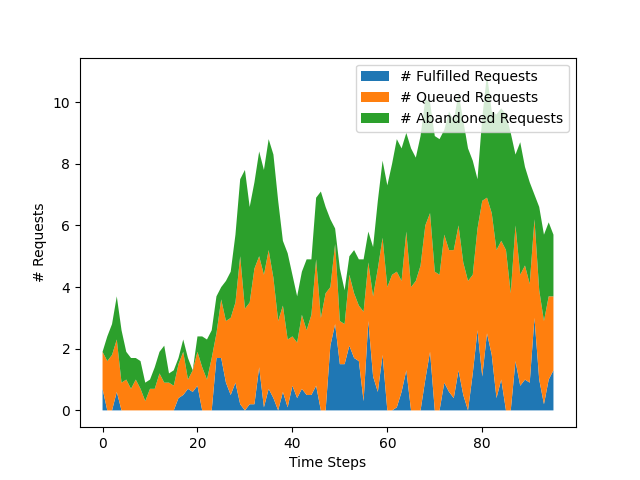 # Fulfilled Requests
# Queued Requests
# Abandoned Requests
10
8
6
4
2
0
# Requests
0
20
40
60
80
Time Steps